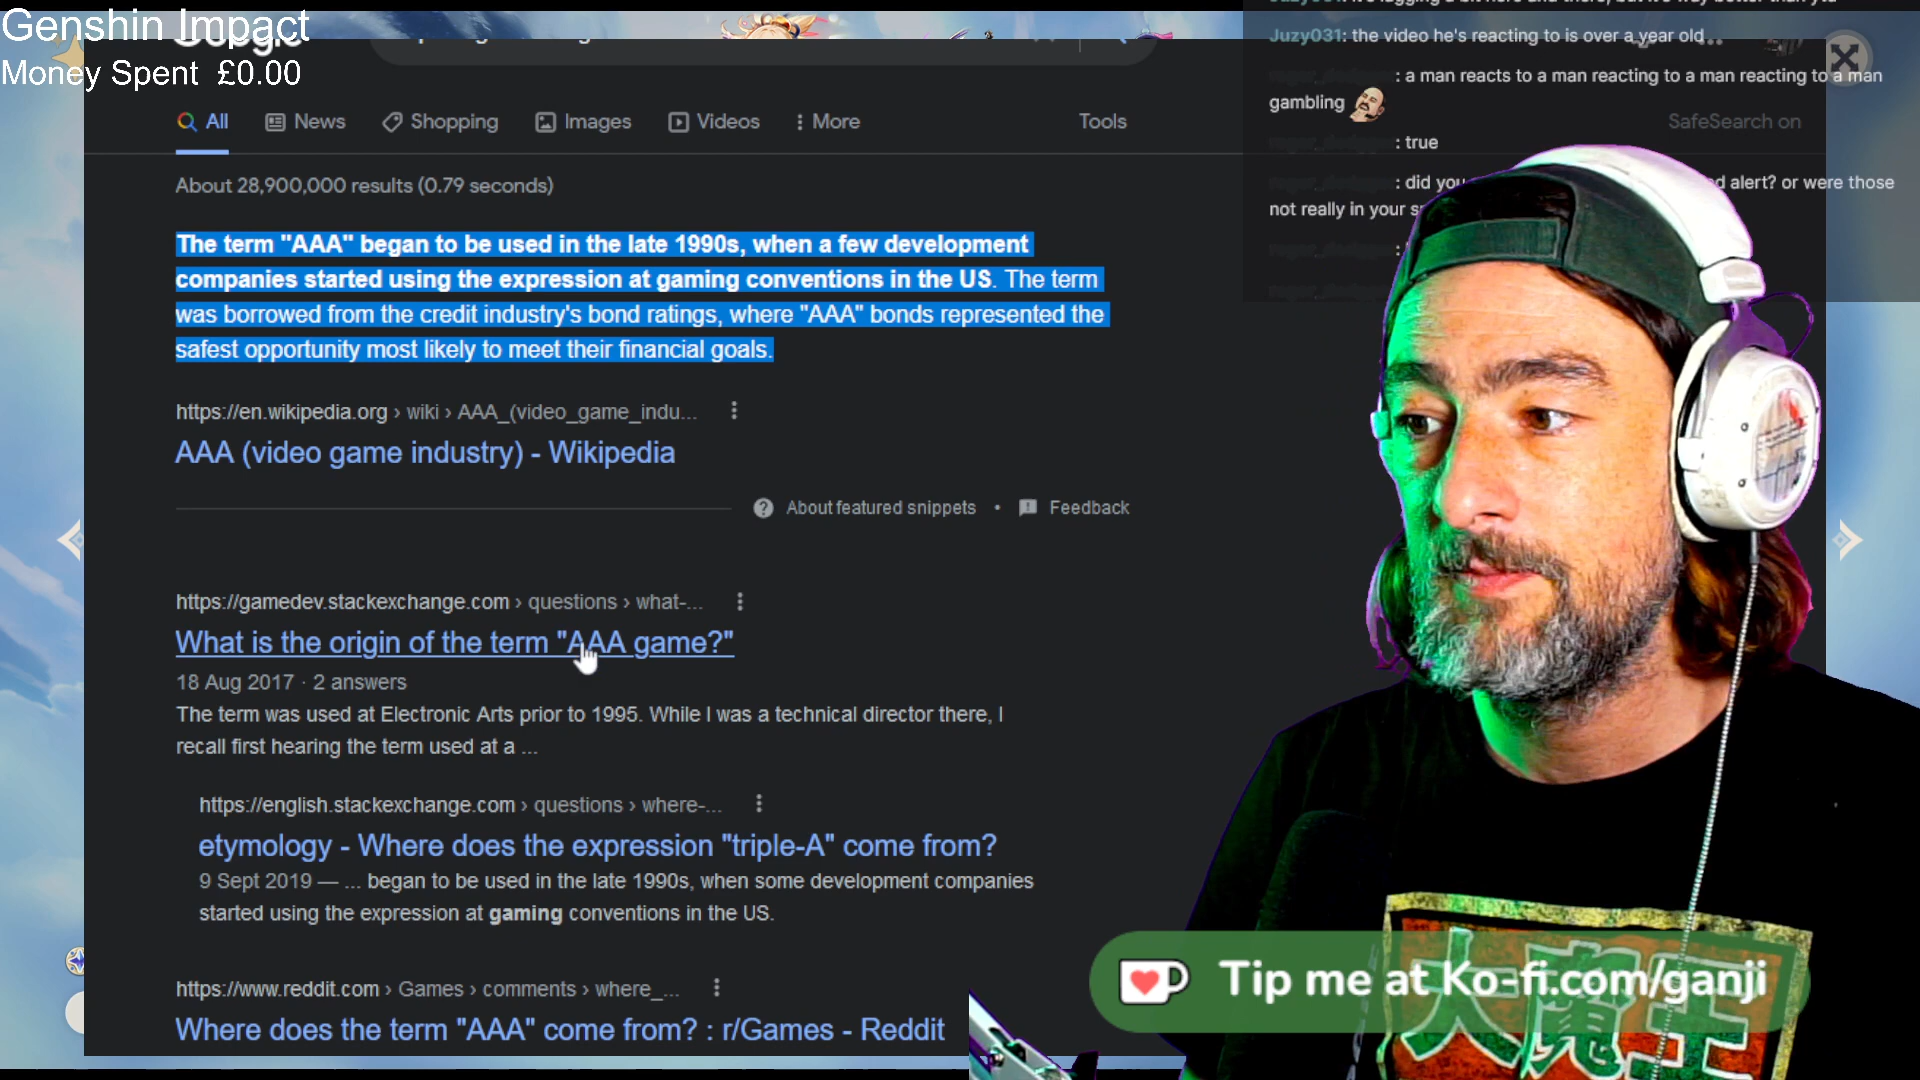 Genshin Impact
Money Spent £0.00
Google
All
News
Shopping
Images
Videos
More
Tools
SafeSearch on
About 28,900,000 results (0.79 seconds)
The term "AAA" began to be used in the late 1990s, when a few development
companies started using the expression at gaming conventions in the US. The term
was borrowed from the credit industry's bond ratings, where "AAA" bonds represented the
safest opportunity most likely to meet their financial goals.
https://en.wikipedia.org › wiki › AAA_(video_game_indu...
AAA (video game industry) - Wikipedia
About featured snippets • Feedback
https://gamedev.stackexchange.com › questions › what-...
What is the origin of the term "AAA game?"
18 Aug 2017 · 2 answers
The term was used at Electronic Arts prior to 1995. While I was a technical director there, I
recall first hearing the term used at a ...
https://english.stackexchange.com › questions › where-...
etymology - Where does the expression "triple-A" come from?
9 Sept 2019 — ... began to be used in the late 1990s, when some development companies
started using the expression at gaming conventions in the US.
https://www.reddit.com › Games › comments › where_...
Where does the term "AAA" come from? : r/Games - Reddit
Juzy031: the video he's reacting to is over a year old
: a man reacts to a man reacting to a man reacting to a man
gambling
: true
: did you d alert? or were those
not really in your
Tip me at Ko-fi.com/ganji
大魔王